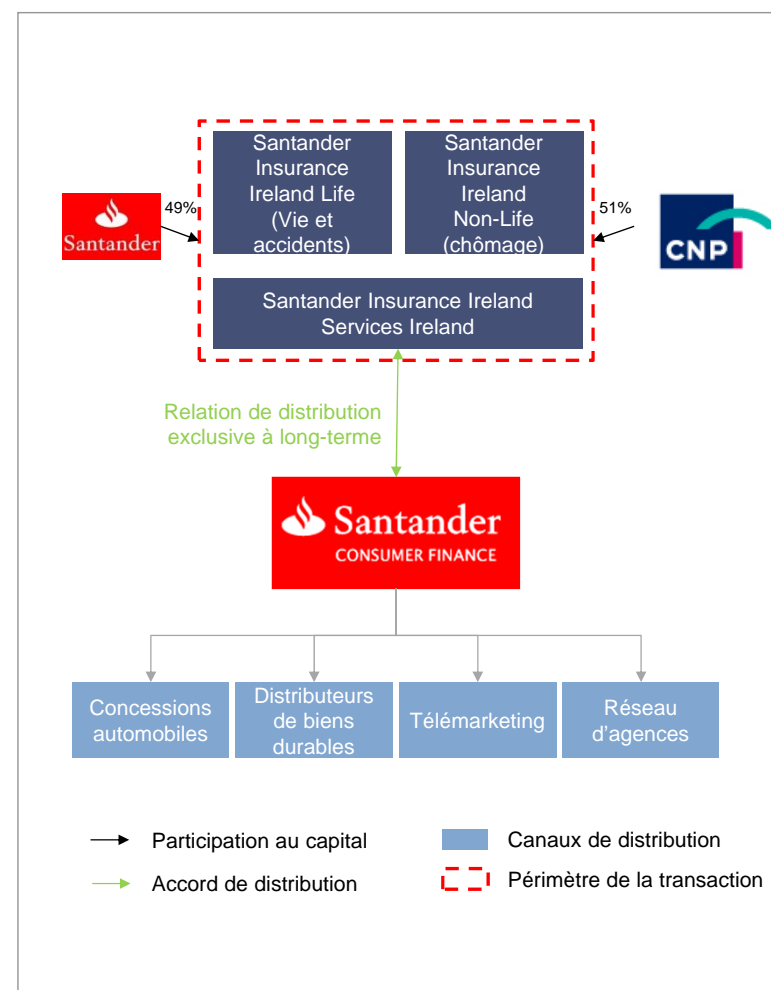 Santander
Insurance
Ireland Life
(Vie et
accidents)
Santander
Insurance
Ireland
Non-Life
(chômage)
49%
Santander
51%
CNP
Santander Insurance Ireland
Services Ireland
Relation de distribution
exclusive à long-terme
Santander
CONSUMER FINANCE
Concessions
automobiles
Distributeurs
de biens
durables
Télémarketing
Réseau
d’agences
Participation au capital
Canaux de distribution
Accord de distribution
Périmètre de la transaction